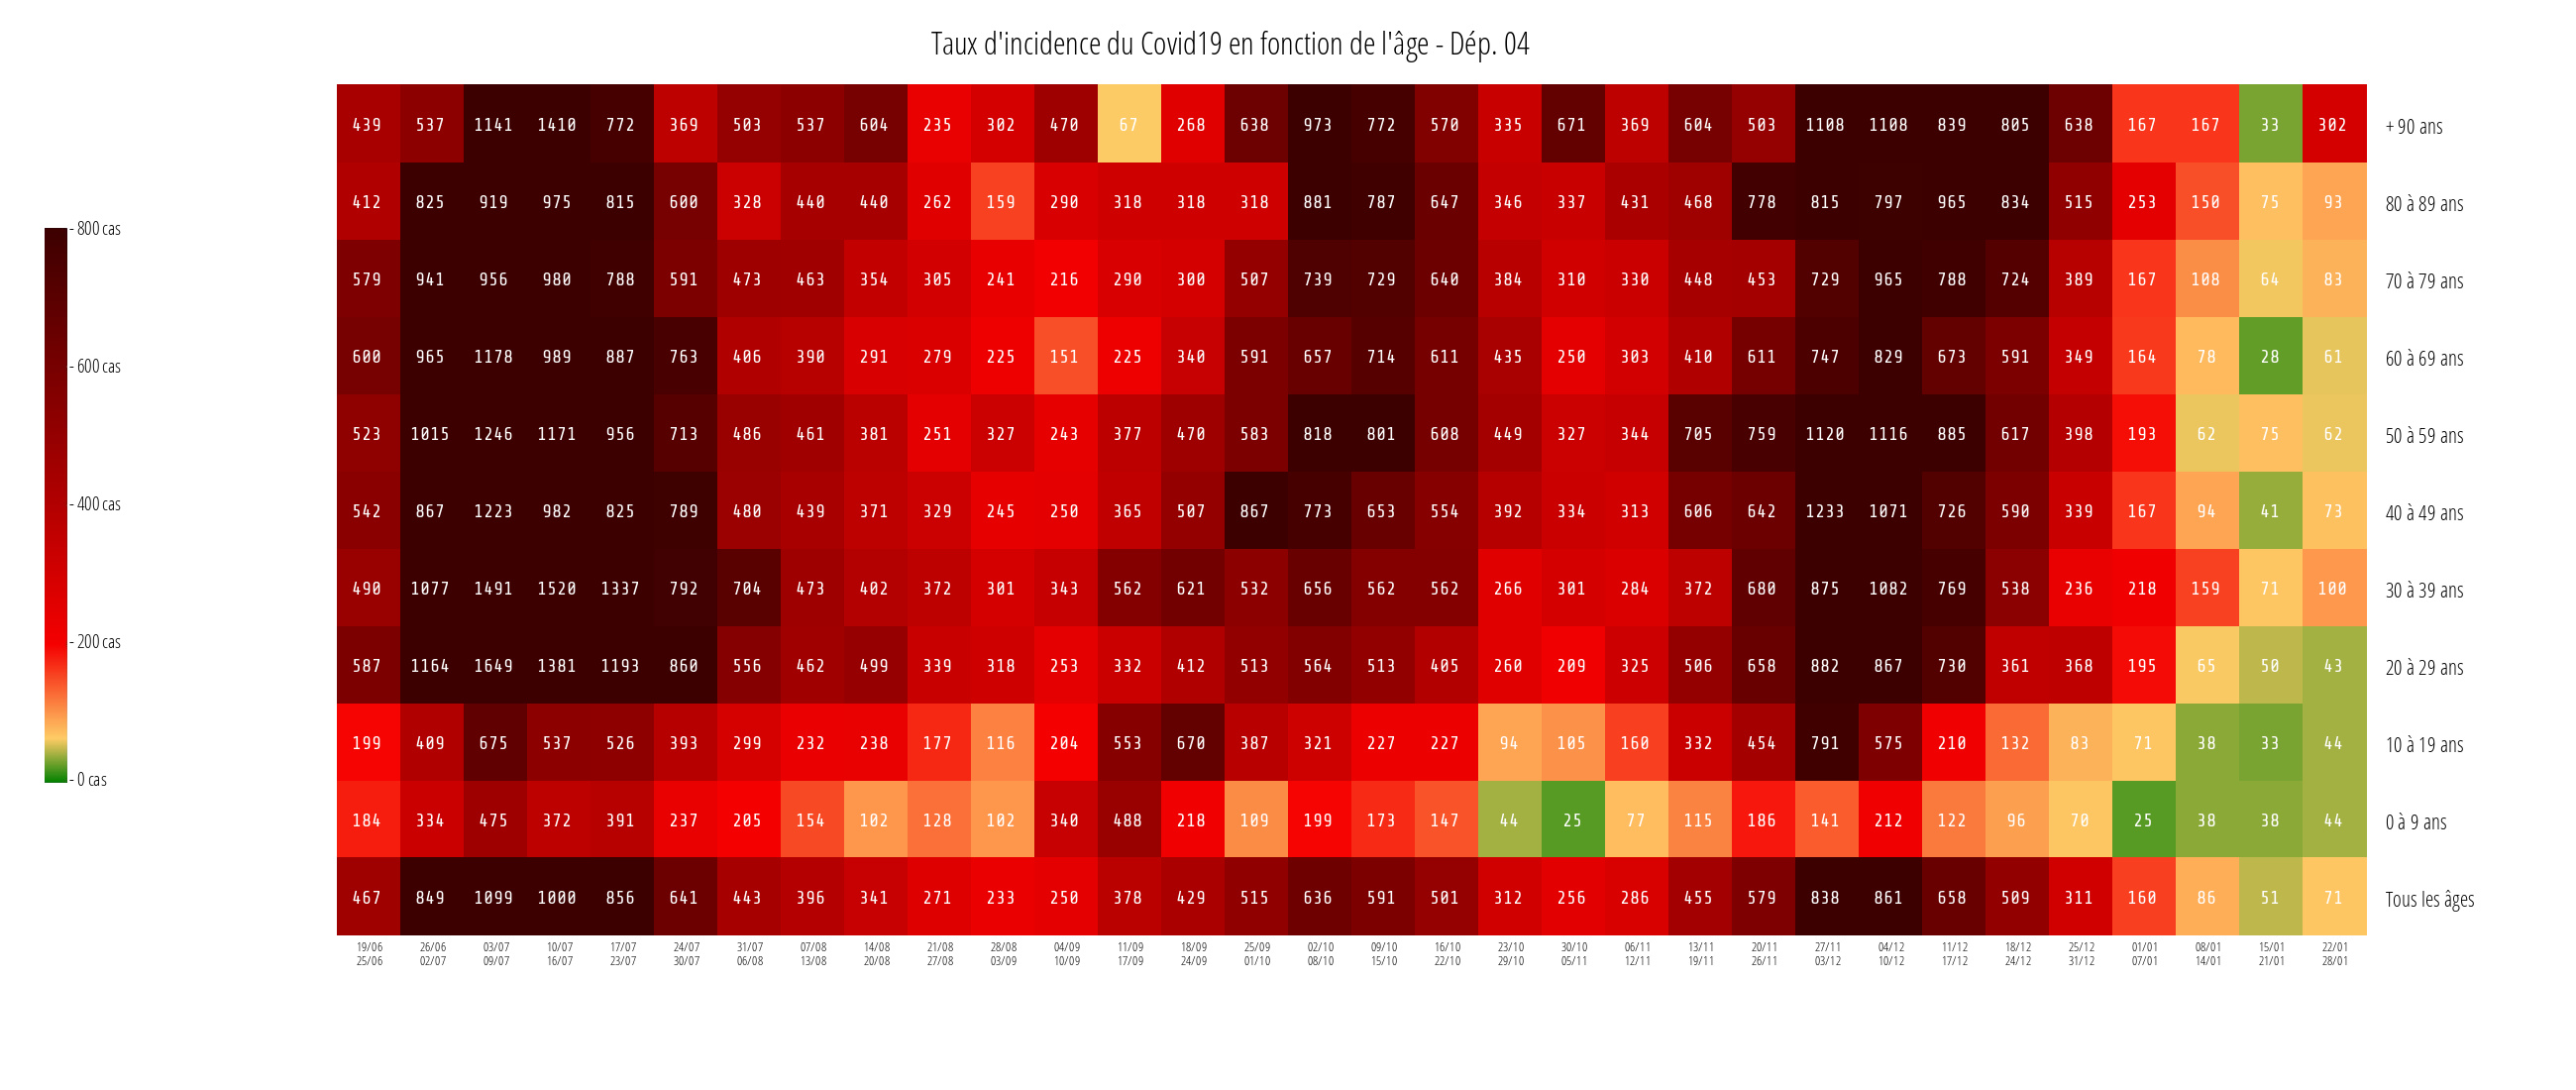 Taux d'incidence du Covid19 en fonction de l'âge - Dép. 04
439 537 1141 1410 772 369 503 537 604 235 302 470 67 268 638 973 772 570 335 671 369 604 503 1108 1108 839 805 638 167 167 33 302 + 90 ans
412 825 919 975 815 600 328 440 440 262 159 290 318 318 318 881 787 647 346 337 431 468 778 815 797 965 834 515 253 150 75 93 80 à 89 ans
- 800 cas
579 941 956 980 788 591 473 463 354 305 241 216 290 300 507 739 729 640 384 310 330 448 453 729 965 788 724 389 167 108 64 83 70 à 79 ans
600 965 1178 989 887 763 406 390 291 279 225 151 225 340 591 657 714 611 435 250 303 410 611 747 829 673 591 349 164 78 28 61 60 à 69 ans
- 600 cas
523 1015 1246 1171 956 713 486 461 381 251 327 243 377 470 583 818 801 608 449 327 344 705 759 1120 1116 885 617 398 193 62 75 62 50 à 59 ans
- 400 cas
542 867 1223 982 825 789 480 439 371 329 245 250 365 507 867 773 653 554 392 334 313 606 642 1233 1071 726 590 339 167 94 41 73 40 à 49 ans
490 1077 1491 1520 1337 792 704 473 402 372 301 343 562 621 532 656 562 562 266 301 284 372 680 875 1082 769 538 236 218 159 71 100 30 à 39 ans
- 200 cas
587 1164 1649 1381 1193 860 556 462 499 339 318 253 332 412 513 564 513 405 260 209 325 506 658 882 867 730 361 368 195 65 50 43 20 à 29 ans
199 409 675 537 526 393 299 232 238 177 116 204 553 670 387 321 227 227 94 105 160 332 454 791 575 210 132 83 71 38 33 44 10 à 19 ans
- 0 cas
184 334 475 372 391 237 205 154 102 128 102 340 488 218 109 199 173 147 44 25 77 115 186 141 212 122 96 70 25 38 38 44 0 à 9 ans
467 849 1099 1000 856 641 443 396 341 271 233 250 378 429 515 636 591 501 312 256 286 455 579 838 861 658 509 311 160 86 51 71 Tous les âges
19/06 26/06 03/07 10/07 17/07 24/07 31/07 07/08 14/08 21/08 28/08 04/09 11/09 18/09 25/09 02/10 09/10 16/10 23/10 30/10 06/11 13/11 20/11 27/11 04/12 11/12 18/12 25/12 01/01 08/01 15/01 22/01
25/06 02/07 09/07 16/07 23/07 30/07 06/08 13/08 20/08 27/08 03/09 10/09 17/09 24/09 01/10 08/10 15/10 22/10 29/10 05/11 12/11 19/11 26/11 03/12 10/12 17/12 24/12 31/12 07/01 14/01 21/01 28/01